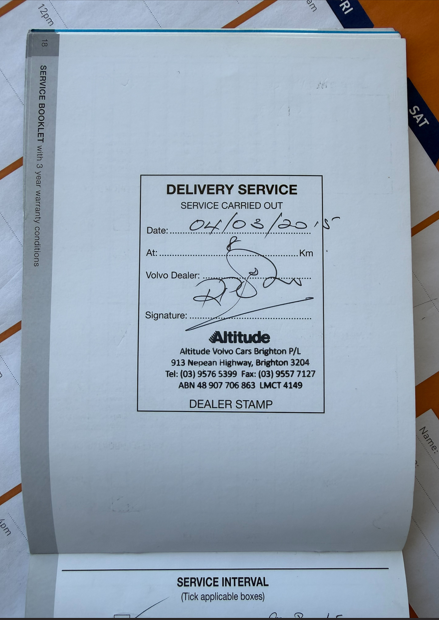 12pm
FRI
SAT
18
SERVICE BOOKLET with 3 year warranty conditions
DELIVERY SERVICE
SERVICE CARRIED OUT
Date: 04/03/2015
At: 8 Km
Volvo Dealer:
Signature:
Altitude
Altitude Volvo Cars Brighton P/L
913 Nepean Highway, Brighton 3204
Tel: (03) 9576 5399 Fax: (03) 9557 7127
ABN 48 907 706 863 LMCT 4149
DEALER STAMP
Name:
4pm
SERVICE INTERVAL
(Tick applicable boxes)